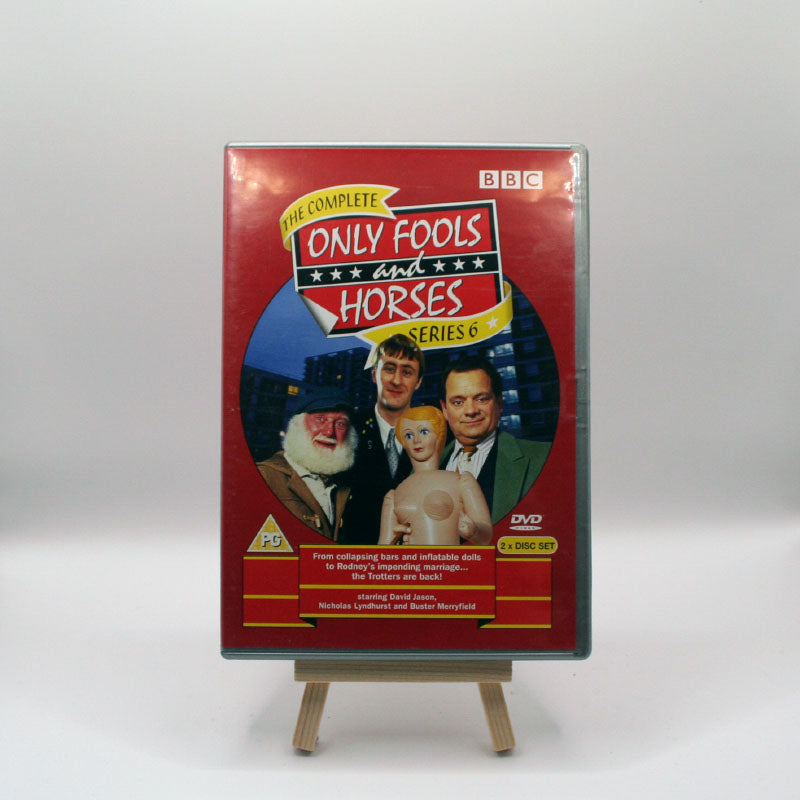 BBC
THE COMPLETE
ONLY FOOLS
and
HORSES
SERIES 6
PG
DVD
VIDEO
2 x DISC SET
From collapsing bars and inflatable dolls
to Rodney's impending marriage...
the Trotters are back!
starring David Jason,
Nicholas Lyndhurst and Buster Merryfield